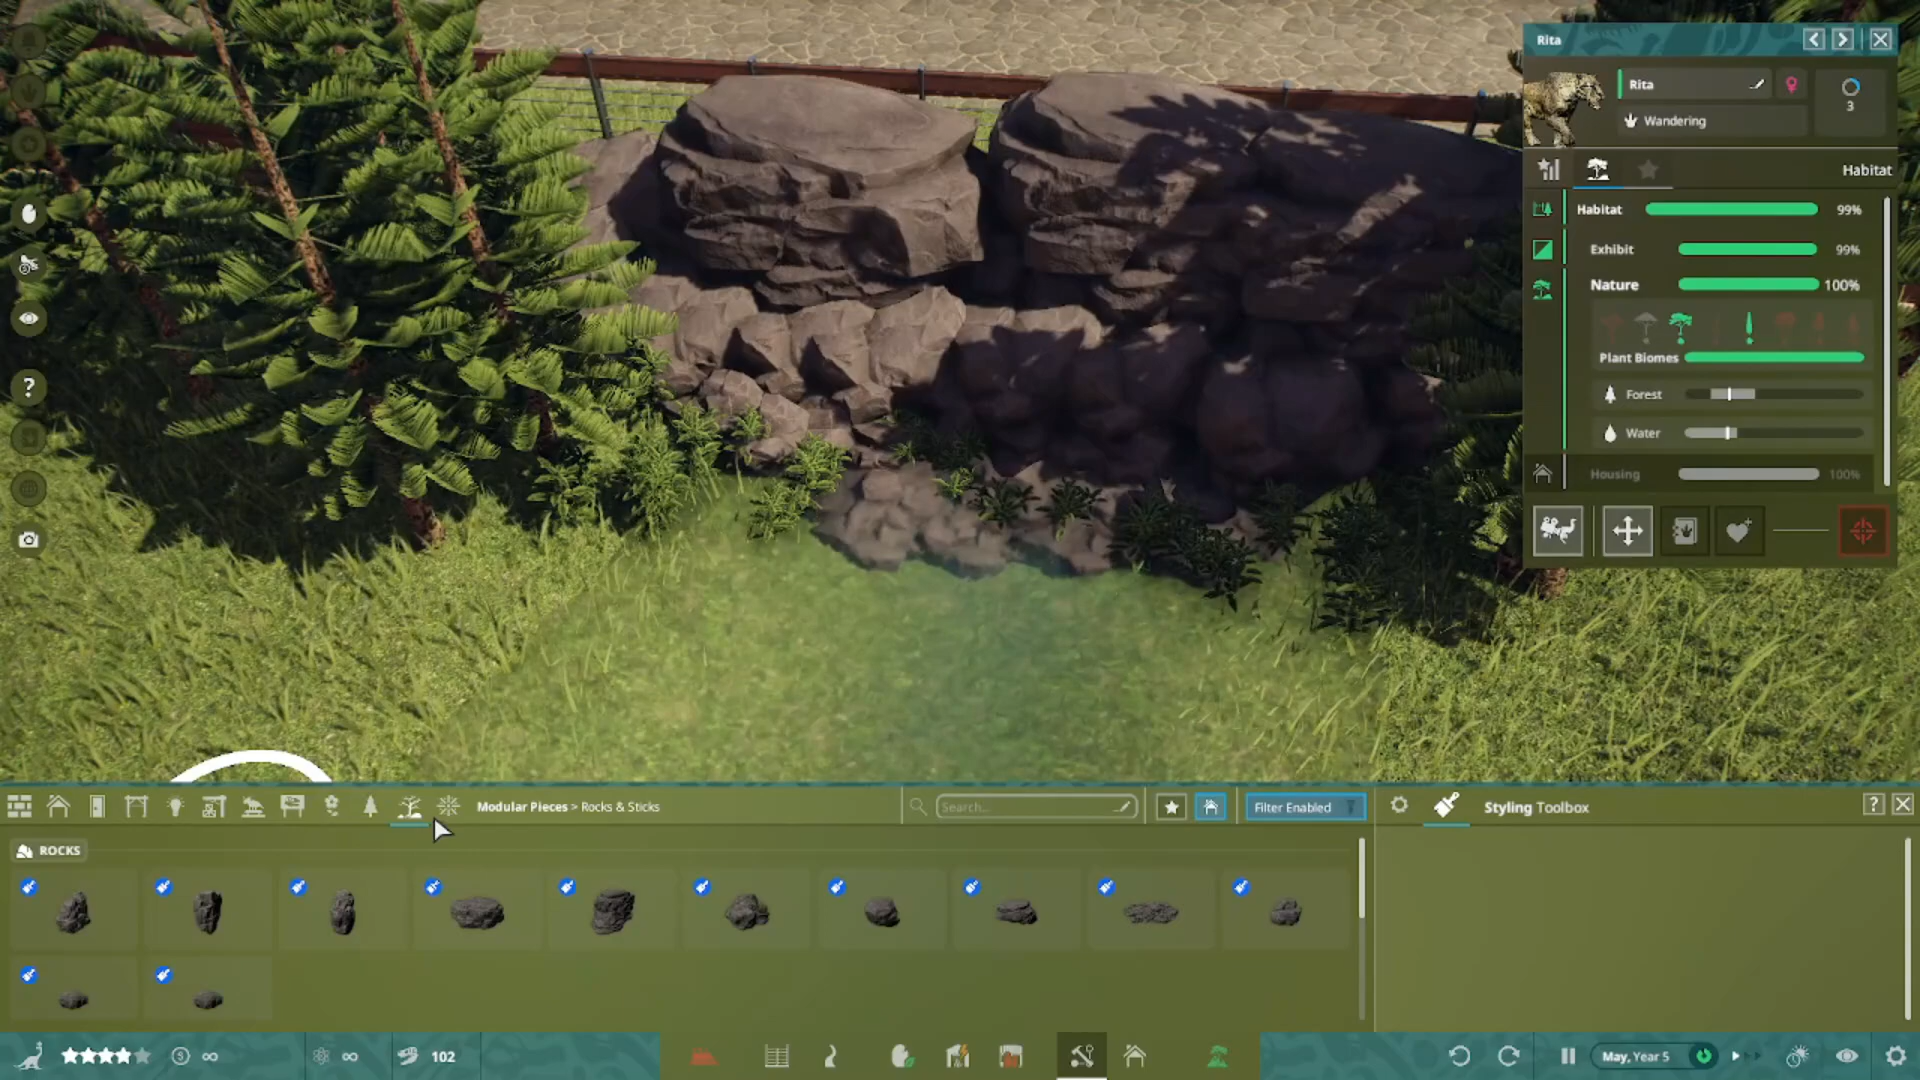 Rita
Rita
3
Wandering
Habitat
Habitat 99%
Exhibit 99%
Nature 100%
Plant Biomes
Forest
Water
Housing 100%
Modular Pieces > Rocks & Sticks
Search...
Filter Enabled
Styling Toolbox
?
ROCKS
?
102
May, Year 5